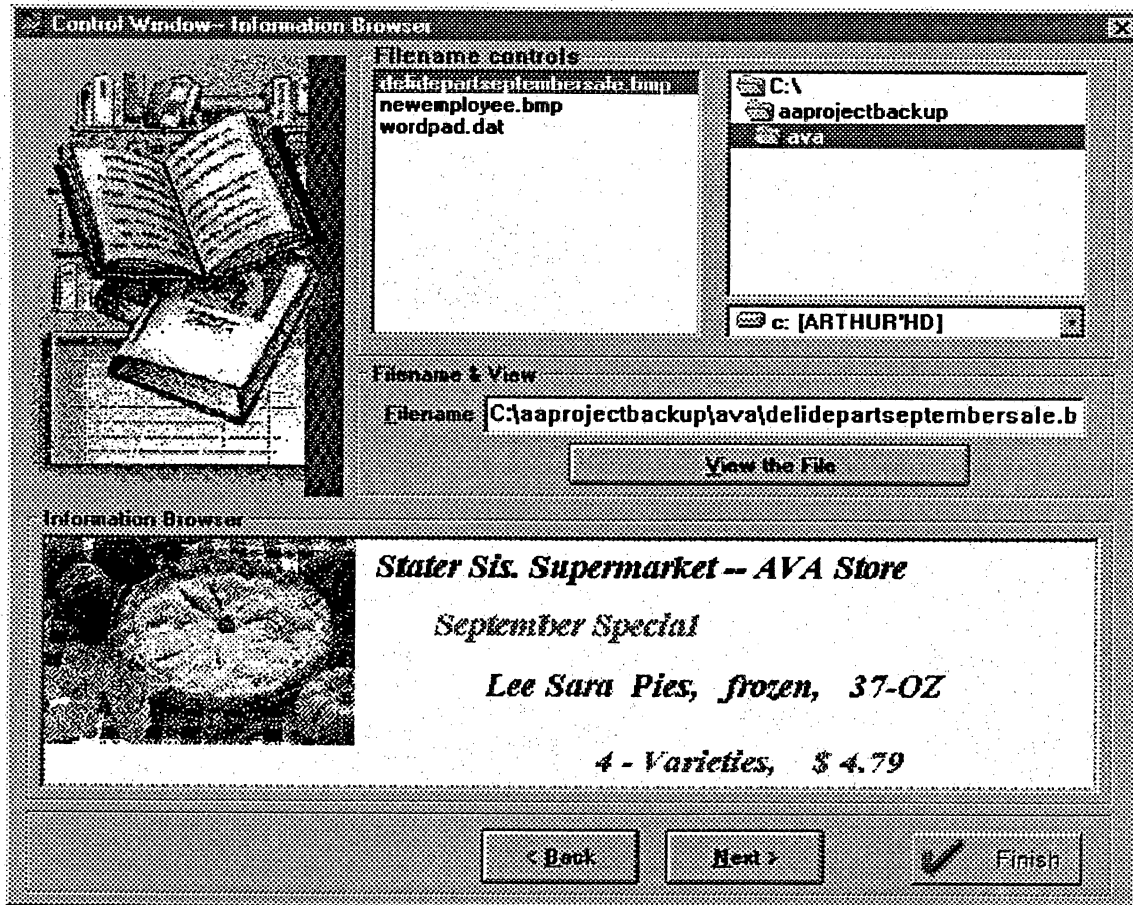 Control Window-- Information Browser
Filename controls
delidepartseptembersale.bmp
newemployee.bmp
wordpad.dat
C:\
aaprojectbackup
ava
c: [ARTHUR'HD]
Filename & View
Filename C:\aaprojectbackup\ava\delidepartseptembersale.b
View the File
Information Browser
Stater Sis. Supermarket -- AVA Store
September Special
Lee Sara Pies, frozen, 37-OZ
4 - Varieties, $ 4.79
< Back Next > Finish